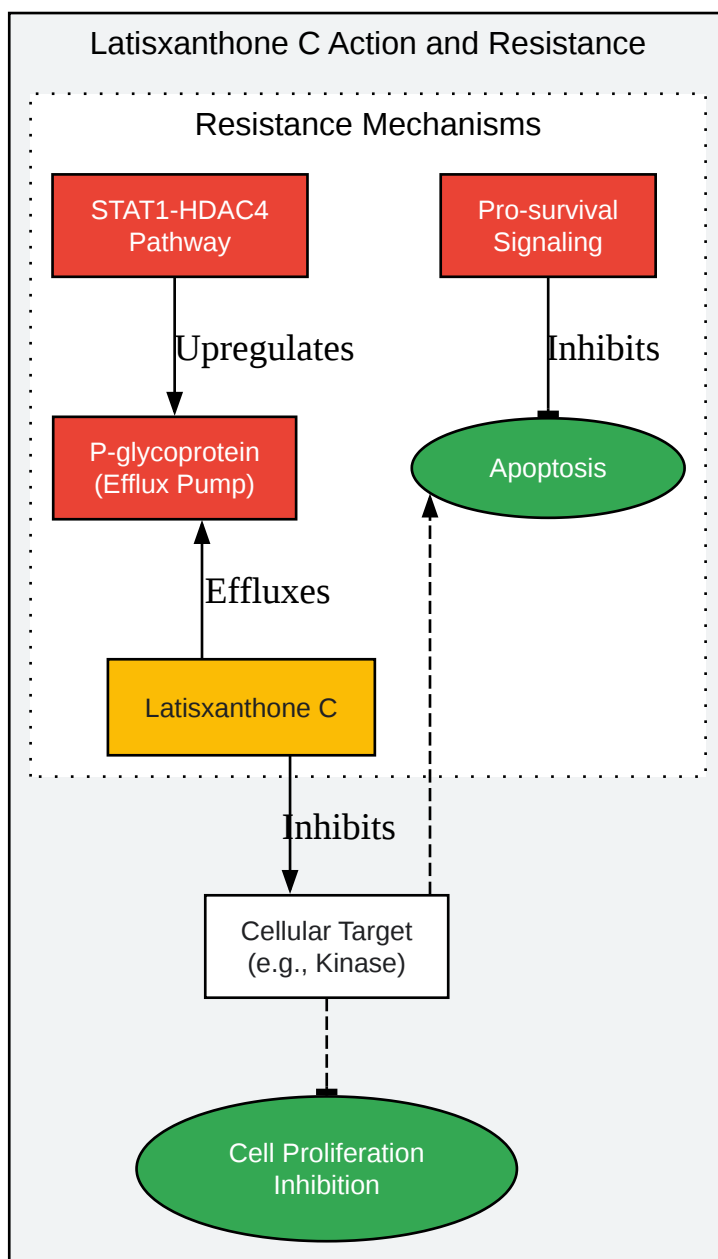 Latisxanthone C Action and Resistance
Resistance Mechanisms
STAT1-HDAC4
Pathway
Pro-survival
Signaling
Upregulates
Inhibits
P-glycoprotein
(Efflux Pump)
Apoptosis
Effluxes
Latisxanthone C
Inhibits
Cellular Target
(e.g., Kinase)
Cell Proliferation
Inhibition